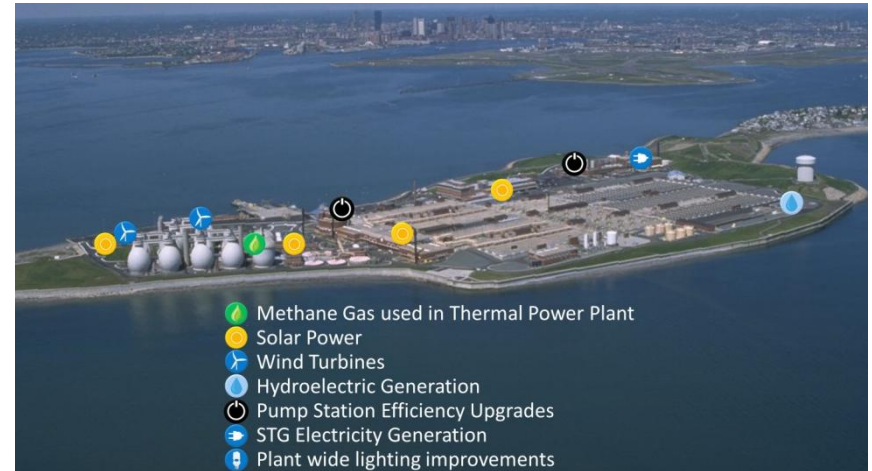 Methane Gas used in Thermal Power Plant
Solar Power
Wind Turbines
Hydroelectric Generation
Pump Station Efficiency Upgrades
STG Electricity Generation
Plant wide lighting improvements